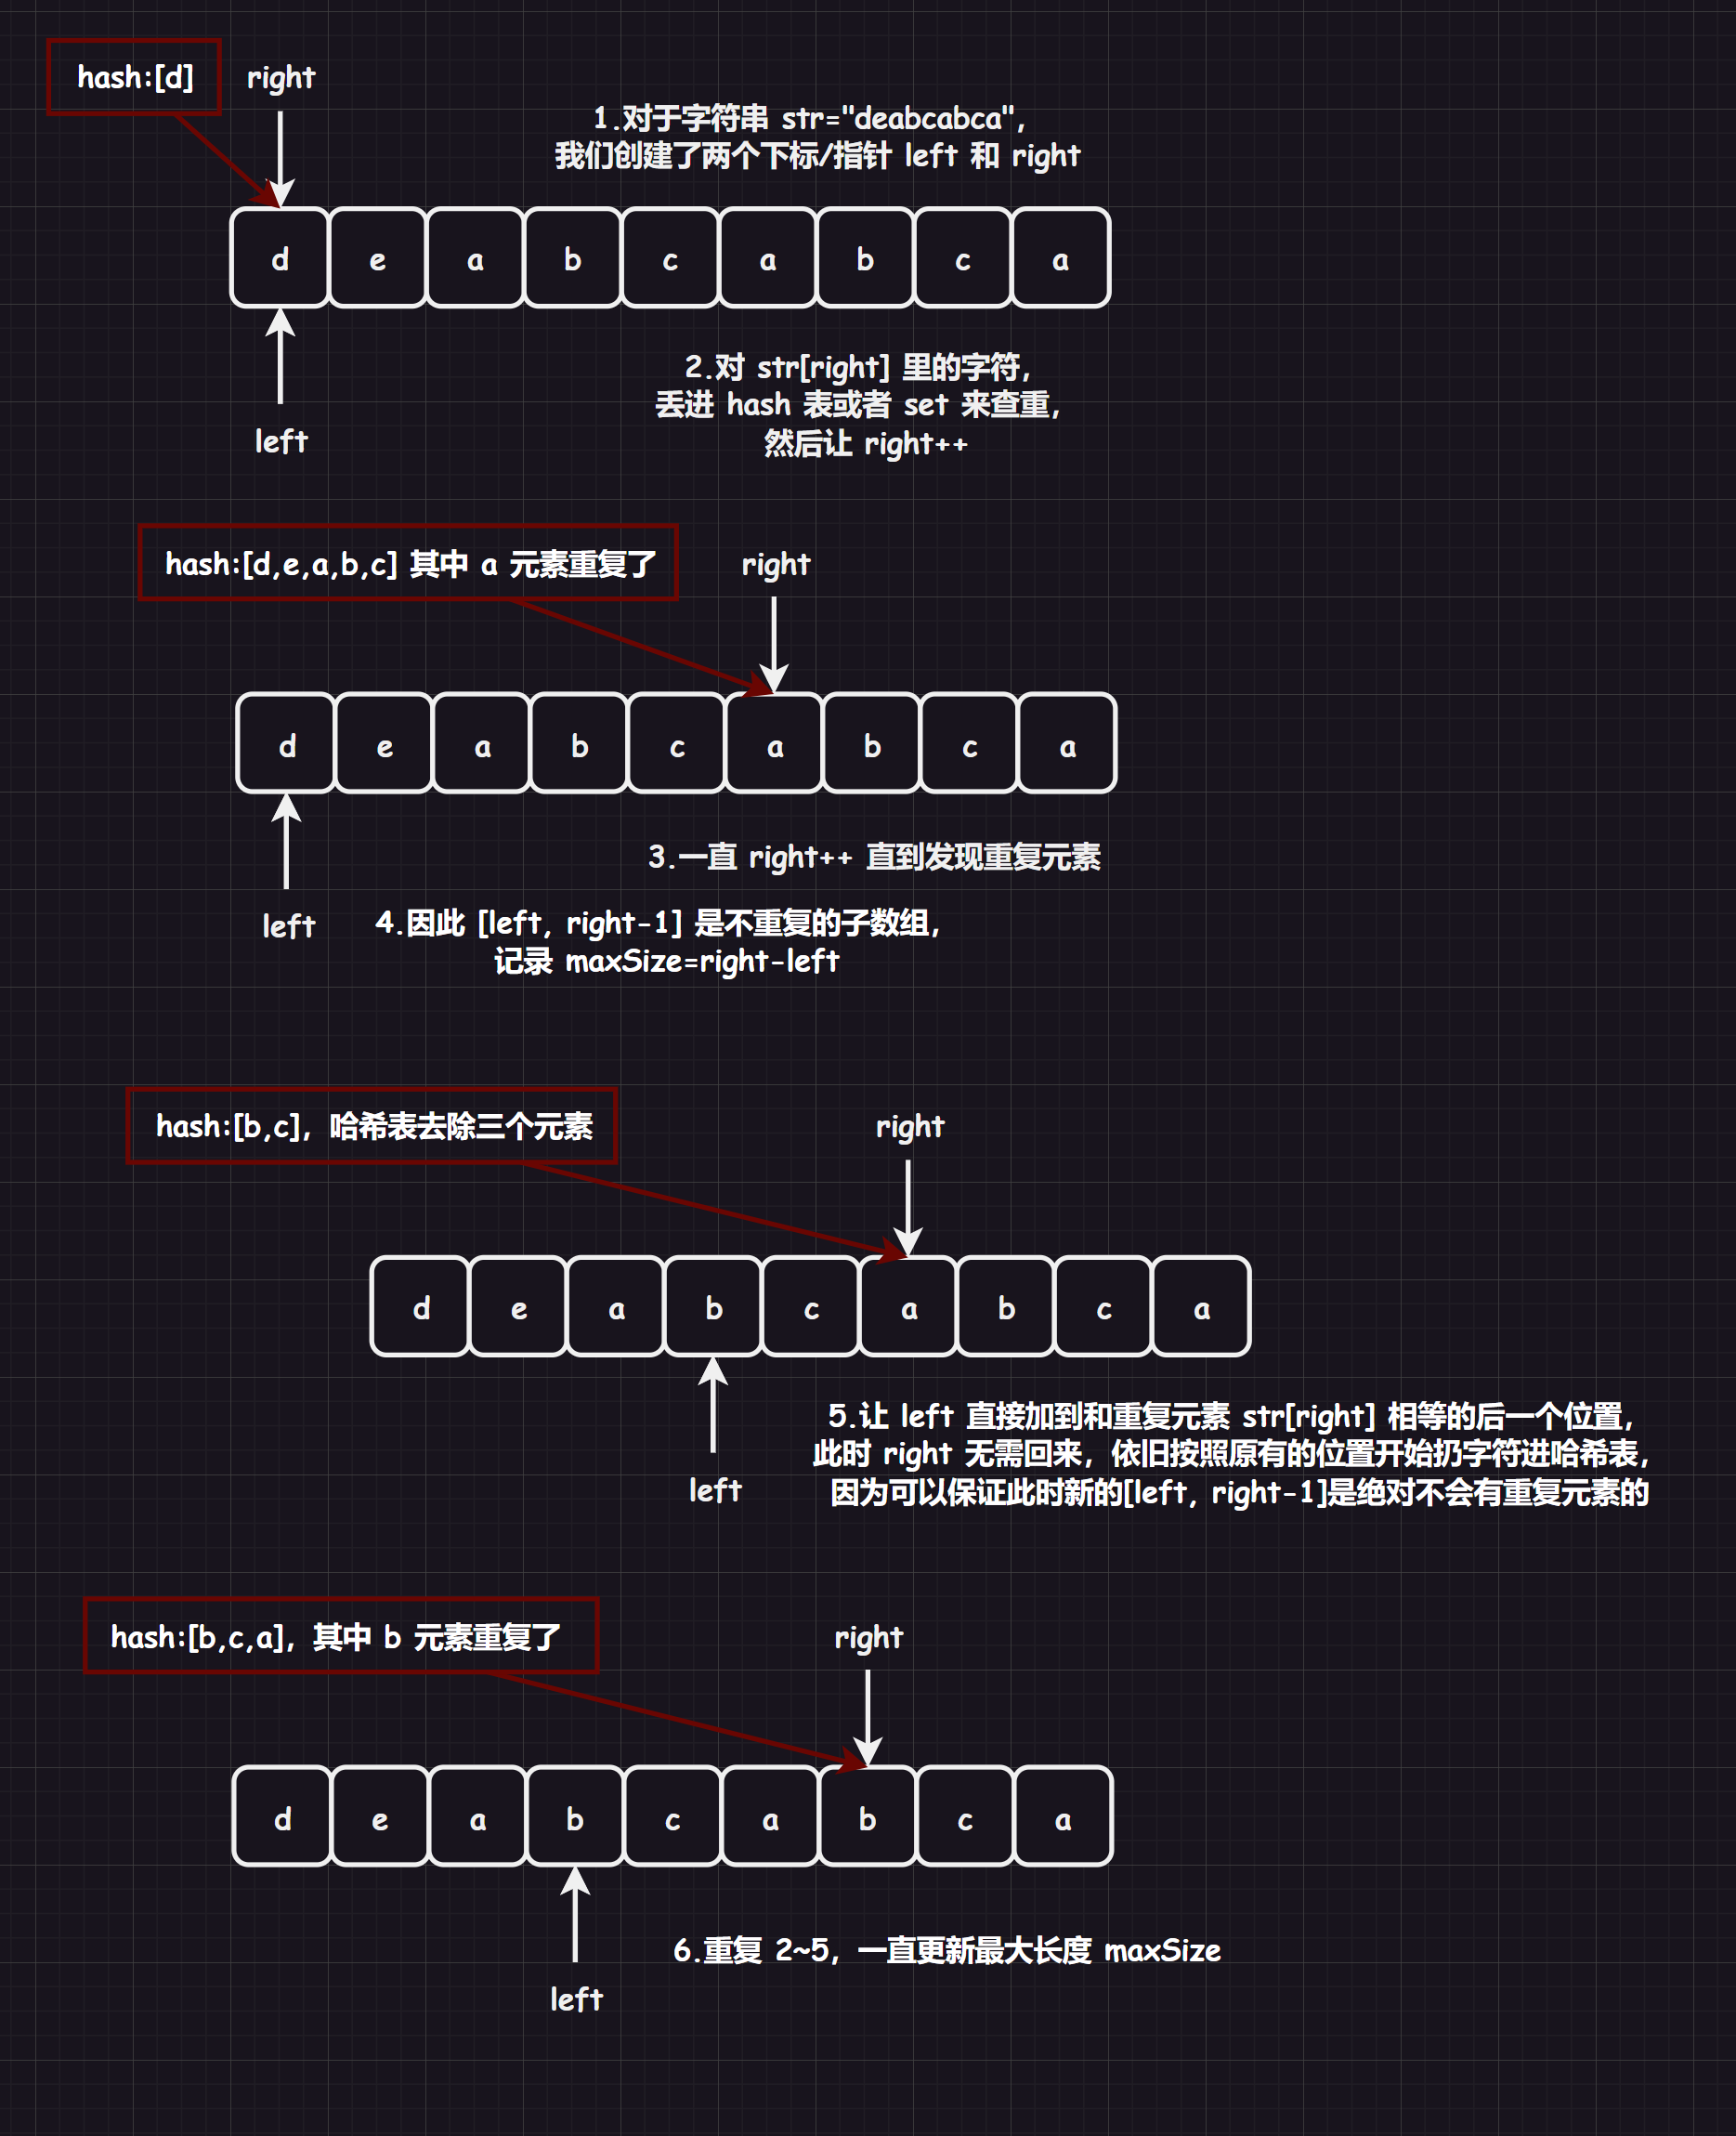 hash:[d]
right
1.对于字符串 str="deabcabca",
我们创建了两个下标/指针 left 和 right
d e a b c a b c a
left
2.对 str[right] 里的字符，
丢进 hash 表或者 set 来查重，
然后让 right++
hash:[d,e,a,b,c] 其中 a 元素重复了
right
d e a b c a b c a
left
3.一直 right++ 直到发现重复元素
4.因此 [left, right-1] 是不重复的子数组，
记录 maxSize=right-left
hash:[b,c]，哈希表去除三个元素
right
d e a b c a b c a
left
5.让 left 直接加到和重复元素 str[right] 相等的后一个位置，
此时 right 无需回来，依旧按照原有的位置开始扔字符进哈希表，
因为可以保证此时新的[left, right-1]是绝对不会有重复元素的
hash:[b,c,a]，其中 b 元素重复了
right
d e a b c a b c a
left
6.重复 2~5，一直更新最大长度 maxSize